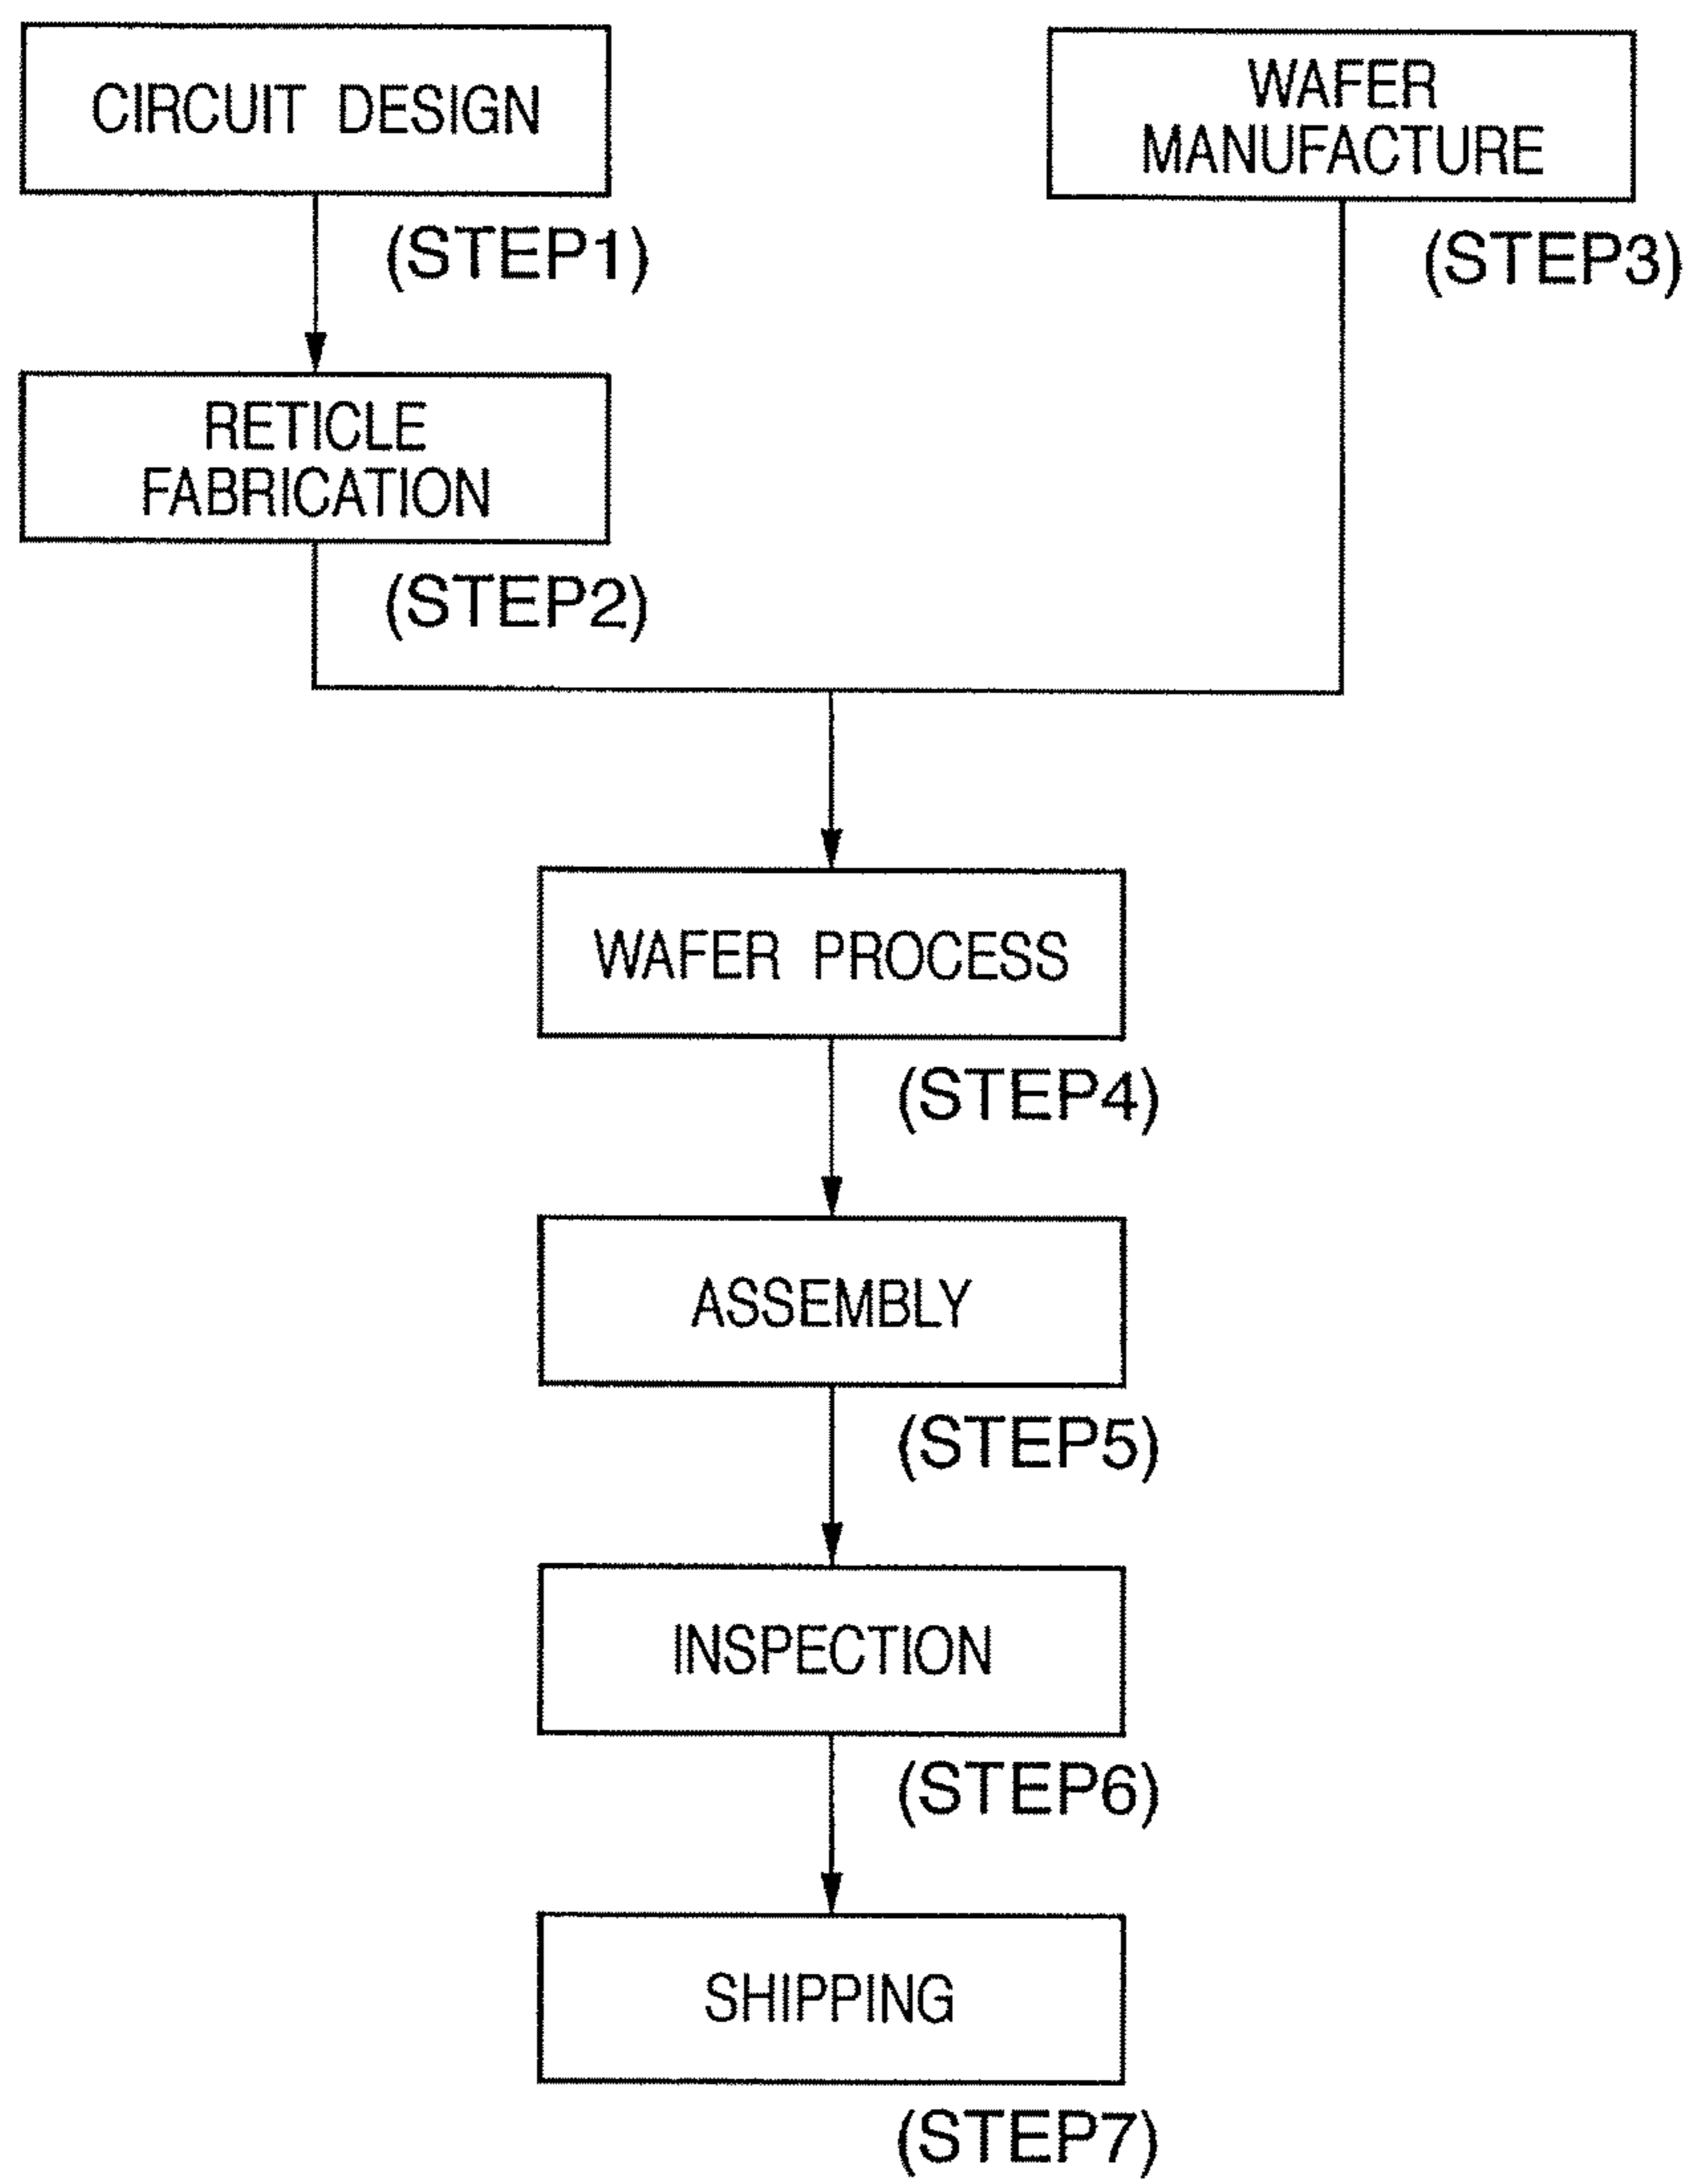 CIRCUIT DESIGN
(STEP1)
RETICLE
FABRICATION
(STEP2)
WAFER
MANUFACTURE
(STEP3)
WAFER PROCESS
(STEP4)
ASSEMBLY
(STEP5)
INSPECTION
(STEP6)
SHIPPING
(STEP7)